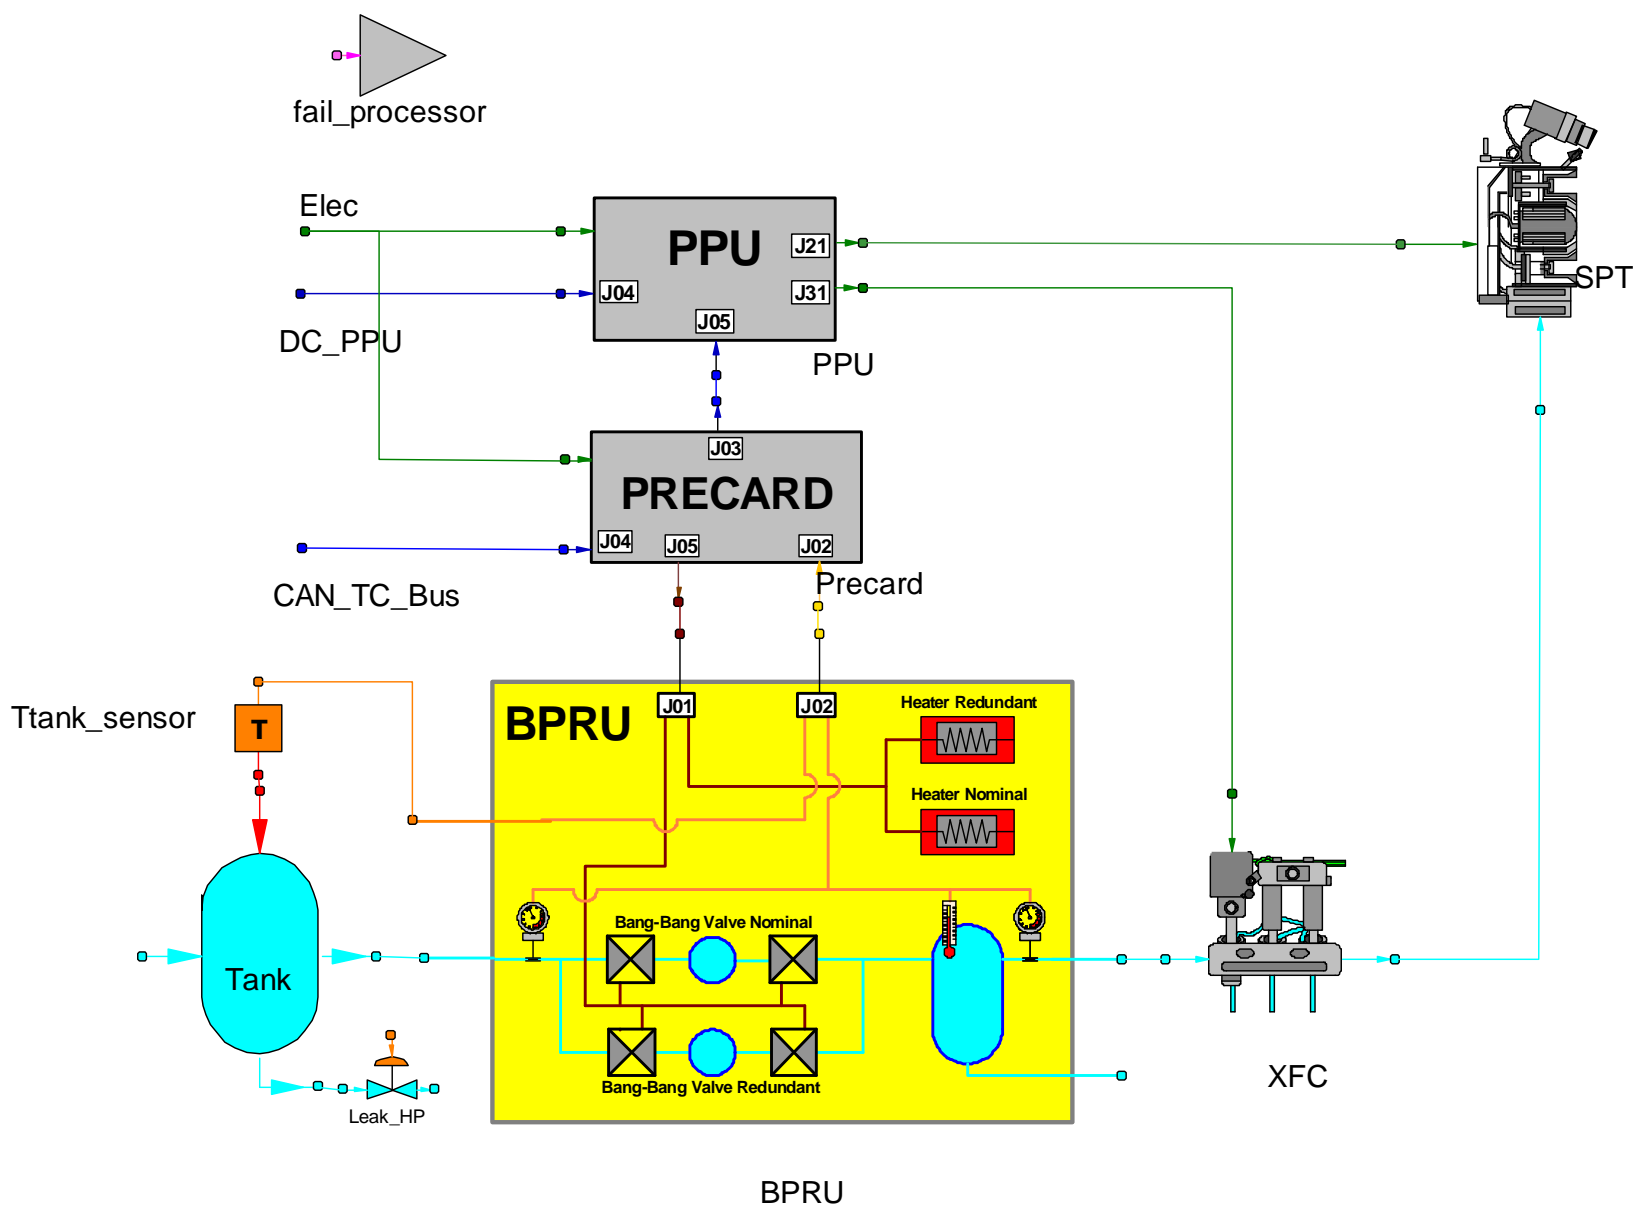 fail_processor
Elec
PPU
J21
J04
J31
SPT
J05
DC_PPU
PPU
J03
PRECARD
J04
J05
J02
Precard
CAN_TC_Bus
Ttank_sensor
T
BPRU
J01
J02
Heater Redundant
Heater Nominal
Bang-Bang Valve Nominal
Tank
Bang-Bang Valve Redundant
XFC
Leak_HP
BPRU